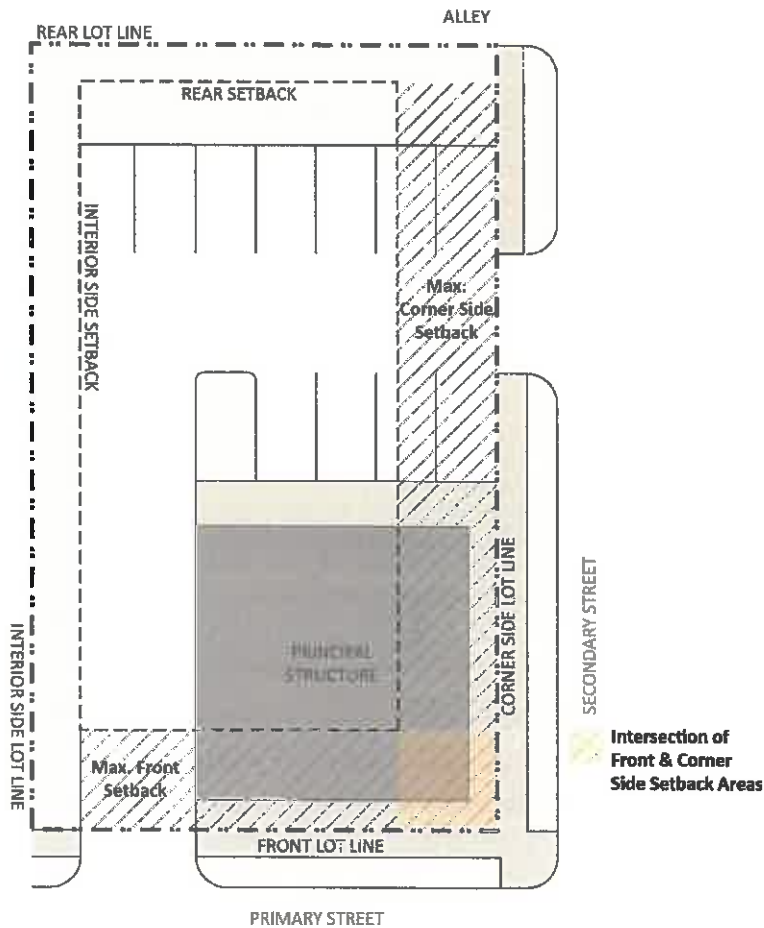 ALLEY
REAR LOT LINE
REAR SETBACK
INTERIOR SIDE SETBACK
Max.
Corner Side
Setback
PRINCIPAL
STRUCTURE
CORNER SIDE LOT LINE
SECONDARY STREET
INTERIOR SIDE LOT LINE
Max. Front
Setback
Intersection of
Front & Corner
Side Setback Areas
FRONT LOT LINE
PRIMARY STREET